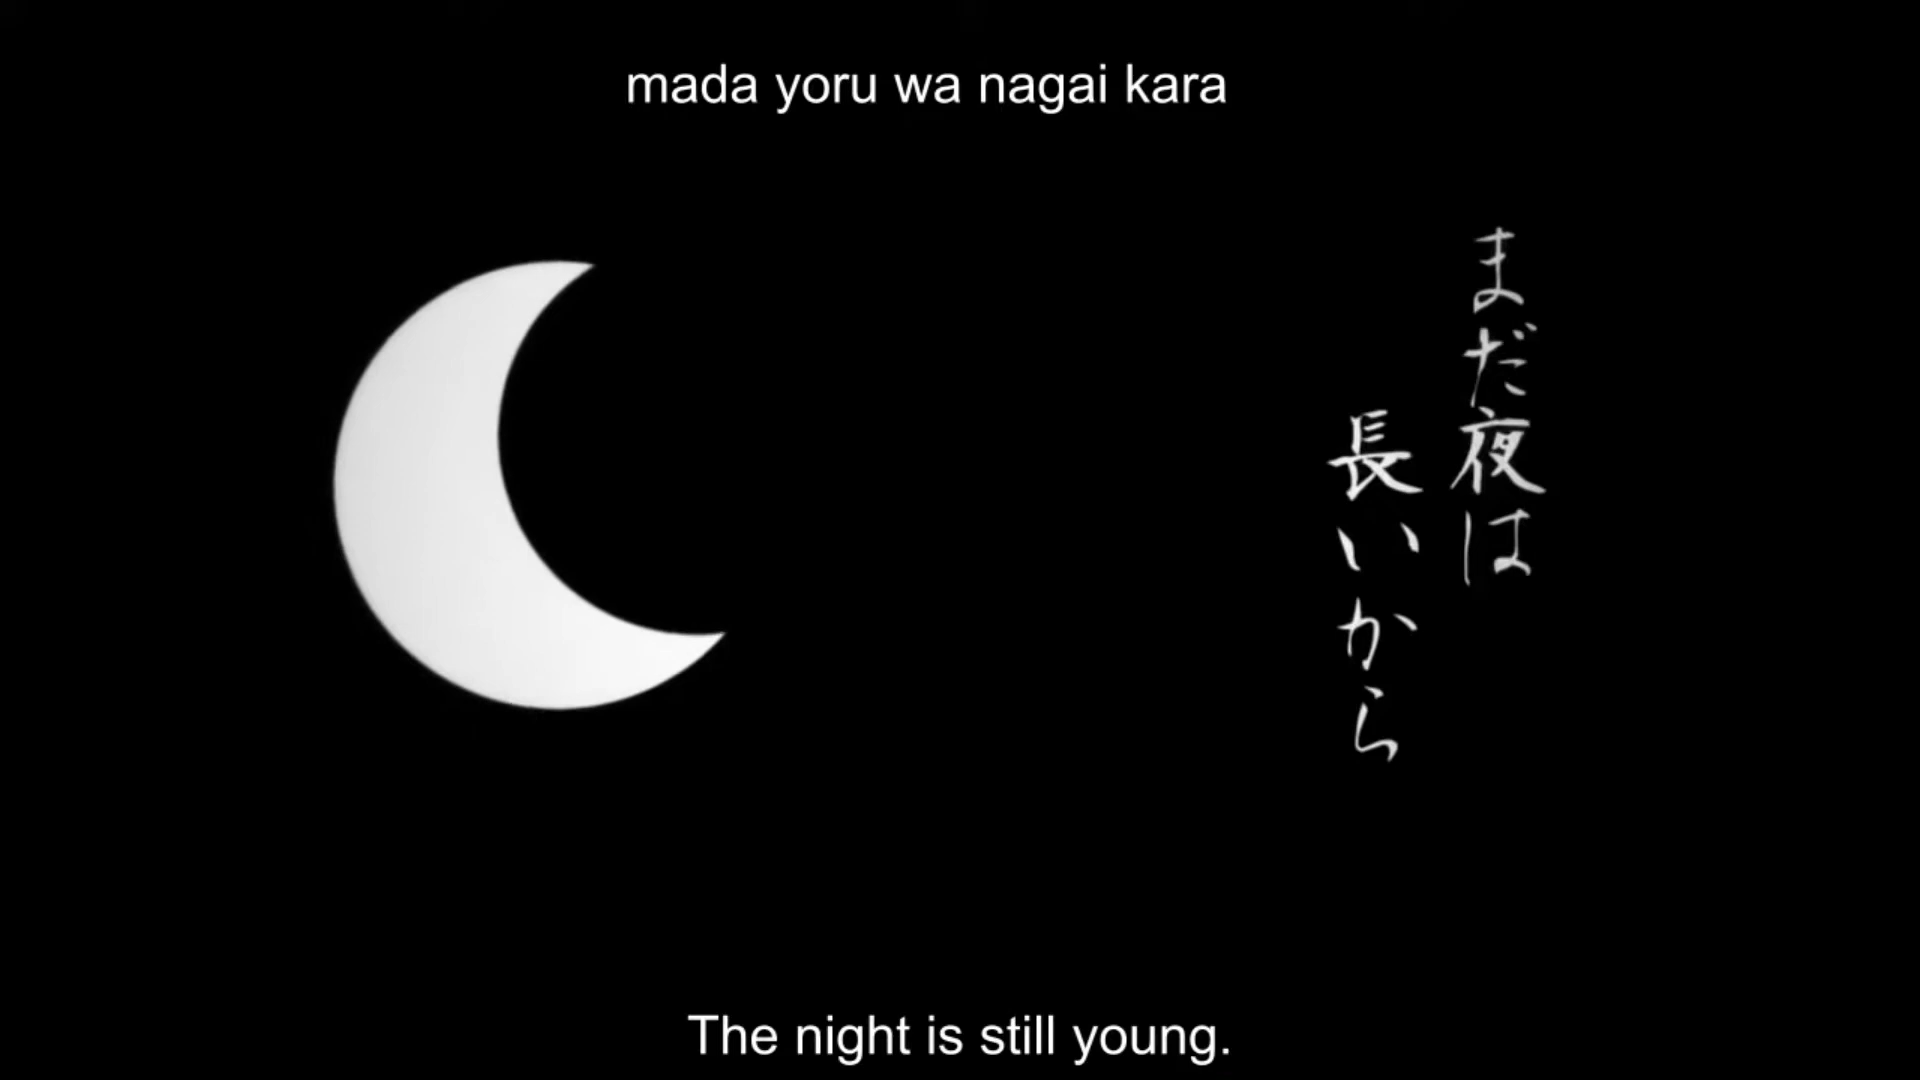 mada yoru wa nagai kara
まだ夜は
長いから
The night is still young.